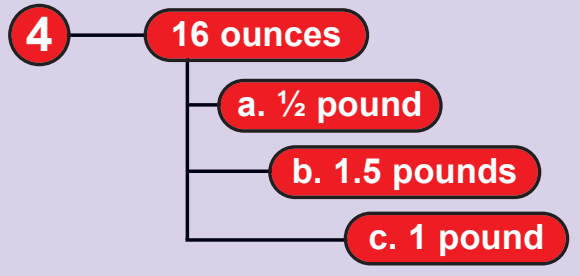 4
16 ounces
a. ½ pound
b. 1.5 pounds
c. 1 pound